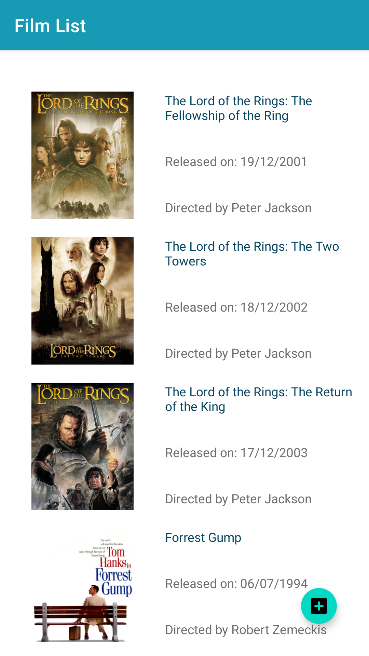 Film List
THE
LORD OF THE RINGS
The Lord of the Rings: The
Fellowship of the Ring
Released on: 19/12/2001
Directed by Peter Jackson
The Lord of the Rings: The Two
Towers
Released on: 18/12/2002
THE
LORD OF THE RINGS
THE TWO TOWERS
Directed by Peter Jackson
THE
LORD OF THE RINGS
The Lord of the Rings: The Return
of the King
Released on: 17/12/2003
Directed by Peter Jackson
Forrest Gump
Tom
Hanks is
Forrest
Gump
Released on: 06/07/1994
Directed by Robert Zemeckis